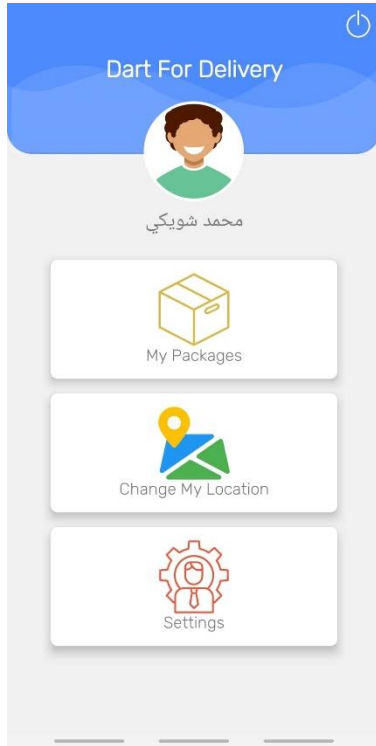 Dart For Delivery
محمد شويكي
My Packages
Change My Location
Settings